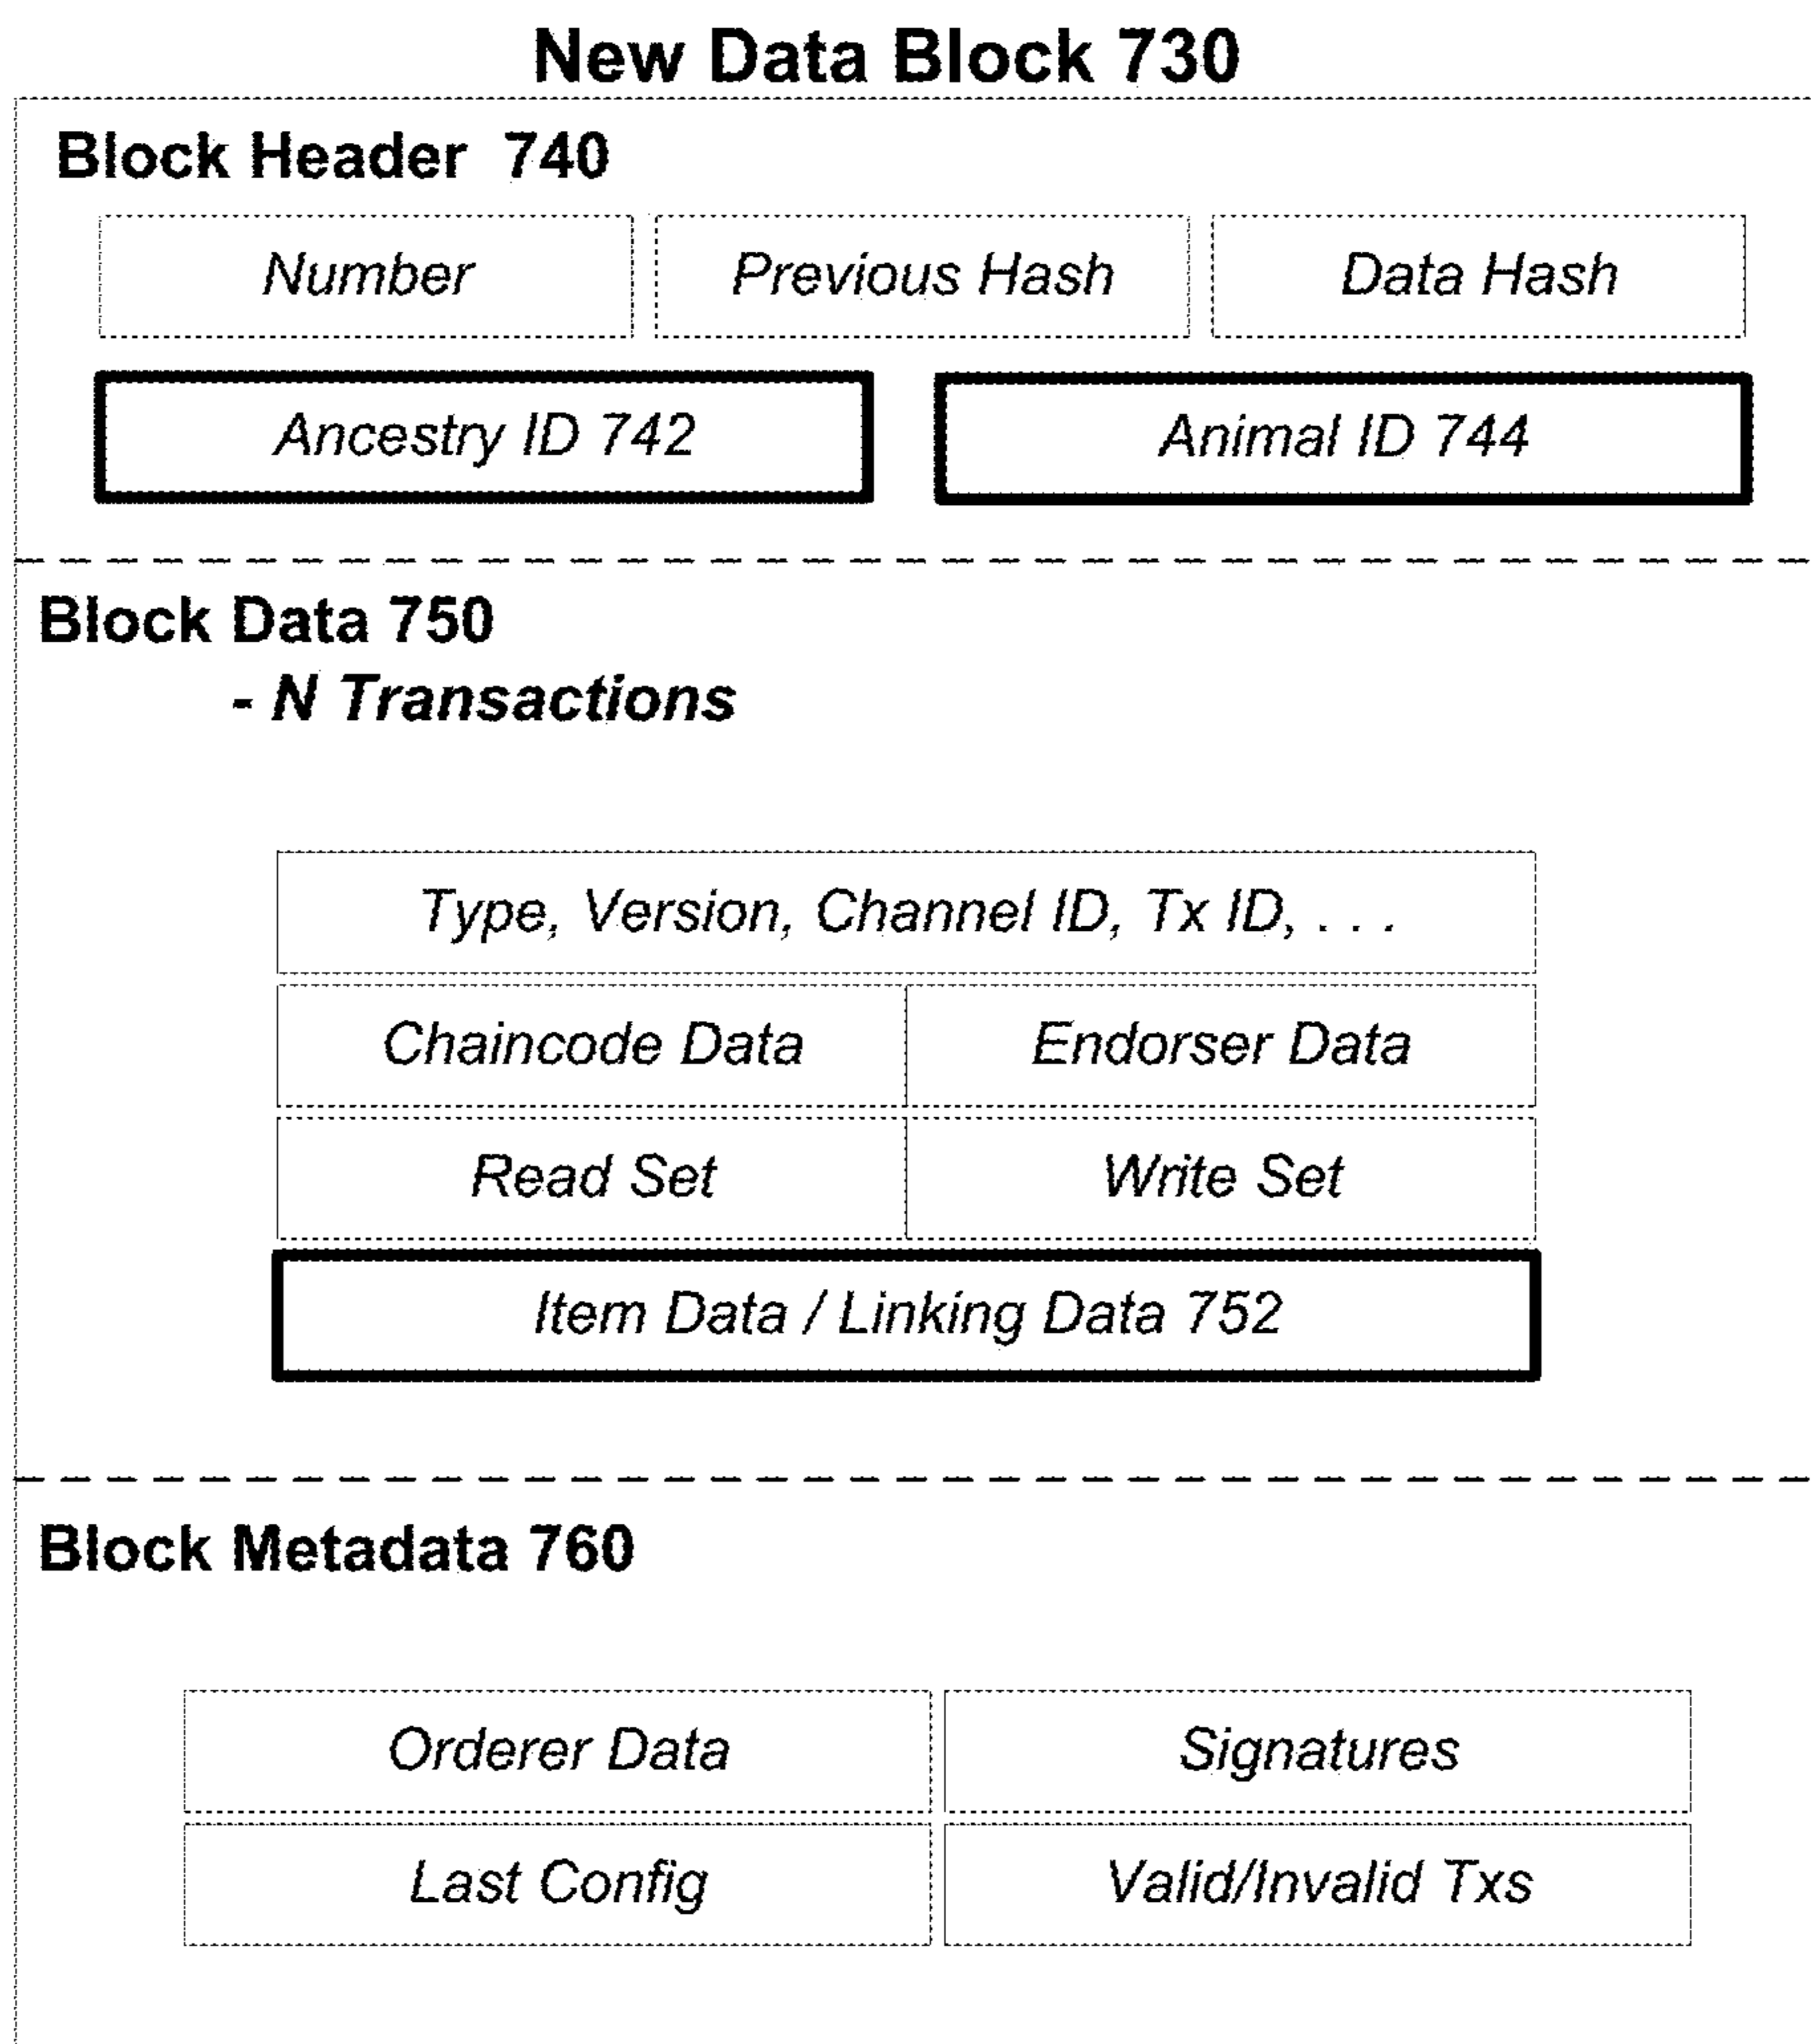 New Data Block 730
Block Header 740
Number
Previous Hash
Data Hash
Ancestry ID 742
Animal ID 744
Block Data 750
- N Transactions
Type, Version, Channel ID, Tx ID, . . .
Chaincode Data
Endorser Data
Read Set
Write Set
Item Data / Linking Data 752
Block Metadata 760
Orderer Data
Signatures
Last Config
Valid/Invalid Txs